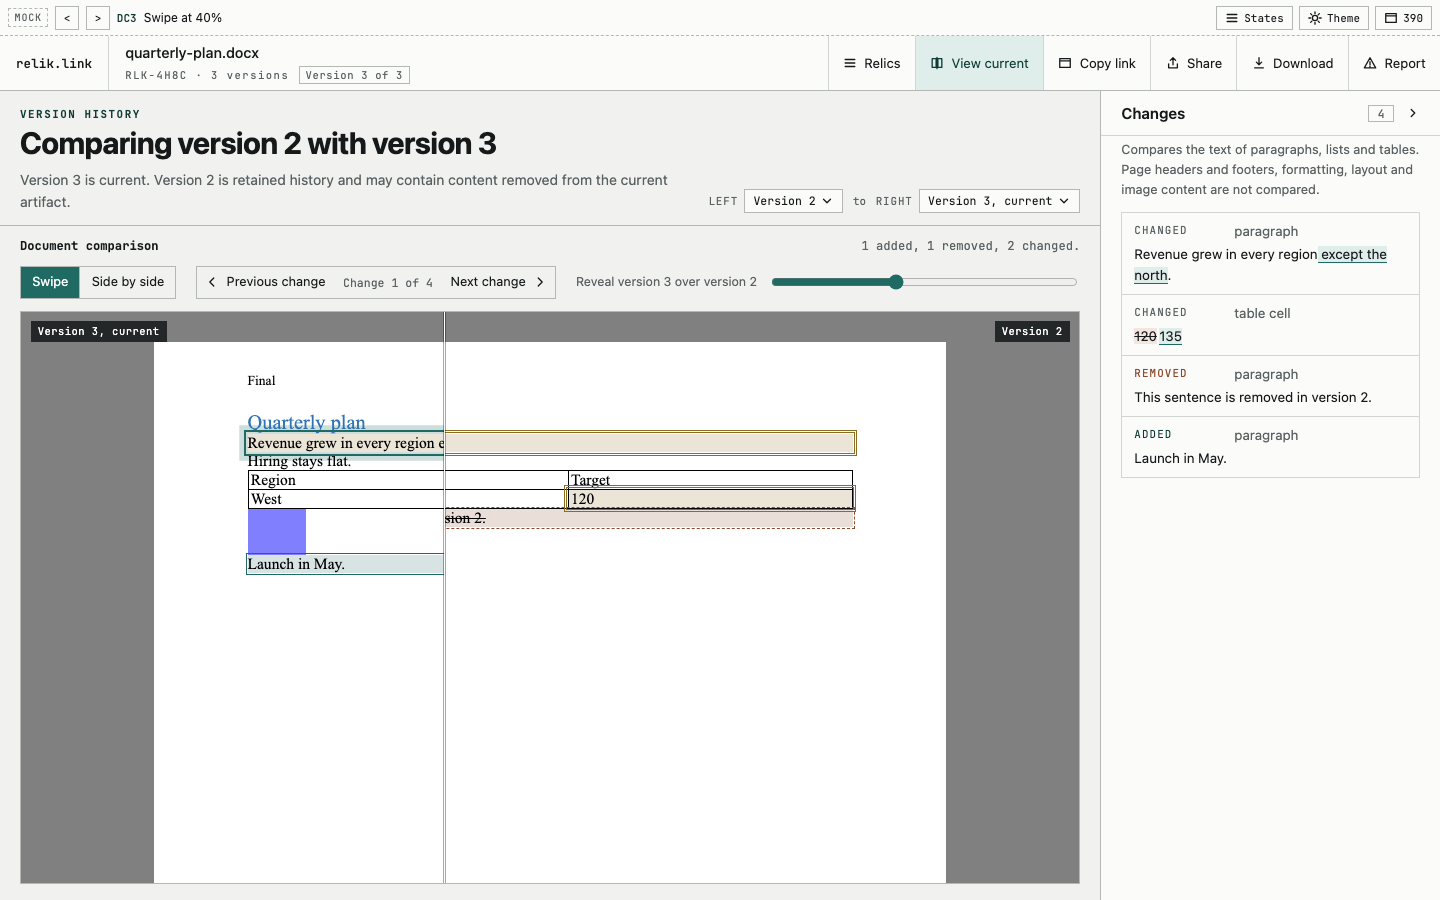 MOCK < > DC3 Swipe at 40% States Theme 390
relik.link
quarterly-plan.docx
RLK-4H8C · 3 versions Version 3 of 3
Relics View current Copy link Share Download Report
VERSION HISTORY
Comparing version 2 with version 3
Version 3 is current. Version 2 is retained history and may contain content removed from the current
artifact.
LEFT Version 2 to RIGHT Version 3, current
Document comparison
1 added, 1 removed, 2 changed.
Swipe Side by side Previous change Change 1 of 4 Next change Reveal version 3 over version 2
Version 3, current
Version 2
Final
Quarterly plan
Revenue grew in every region e
Hiring stays flat.
Region Target
West 120
sion 2.
Launch in May.
Changes 4
Compares the text of paragraphs, lists and tables.
Page headers and footers, formatting, layout and
image content are not compared.
CHANGED paragraph
Revenue grew in every region except the
north.
CHANGED table cell
120 135
REMOVED paragraph
This sentence is removed in version 2.
ADDED paragraph
Launch in May.